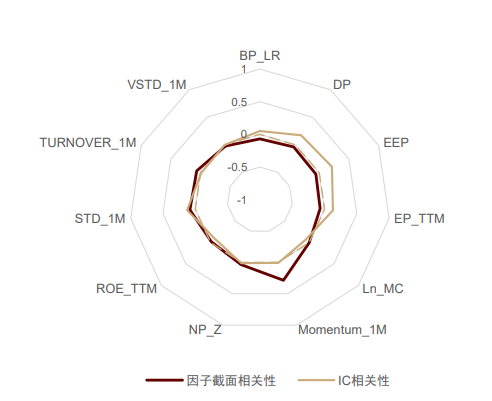 BP_LR
1
VSTD_1M
DP
0.5
TURNOVER_1M
0
EEP
-0.5
-1
STD_1M
EP_TTM
ROE_TTM
Ln_MC
NP_Z
Momentum_1M
因子截面相关性
IC相关性